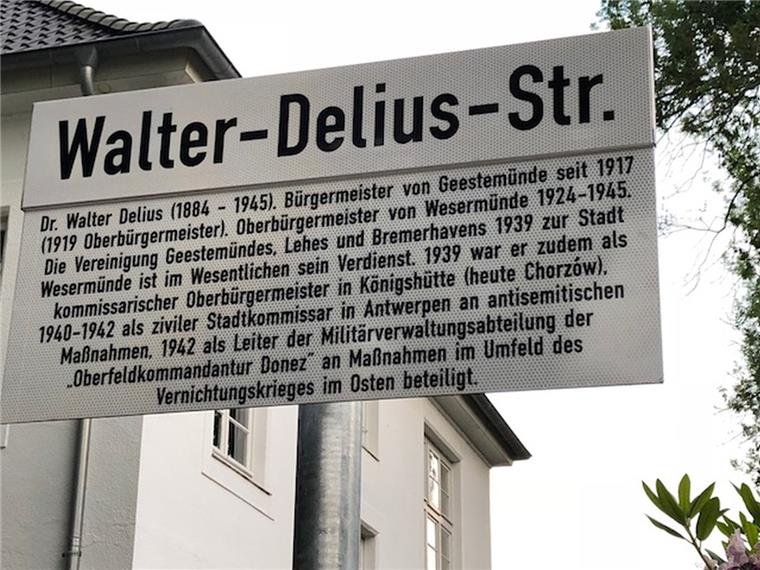 Walter-Delius-Str.
Dr. Walter Delius (1884 - 1945). Bürgermeister von Geestemünde seit 1917
(1919 Oberbürgermeister). Oberbürgermeister von Wesermünde 1924-1945.
Die Vereinigung Geestemündes, Lehes und Bremerhavens 1939 zur Stadt
Wesermünde ist im Wesentlichen sein Verdienst. 1939 war er zudem als
kommissarischer Oberbürgermeister in Königshütte (heute Chorzów),
1940-1942 als ziviler Stadtkommissar in Antwerpen an antisemitischen
Maßnahmen, 1942 als Leiter der Militärverwaltungsabteilung der
„Oberfeldkommandantur Donez“ an Maßnahmen im Umfeld des
Vernichtungskrieges im Osten beteiligt.